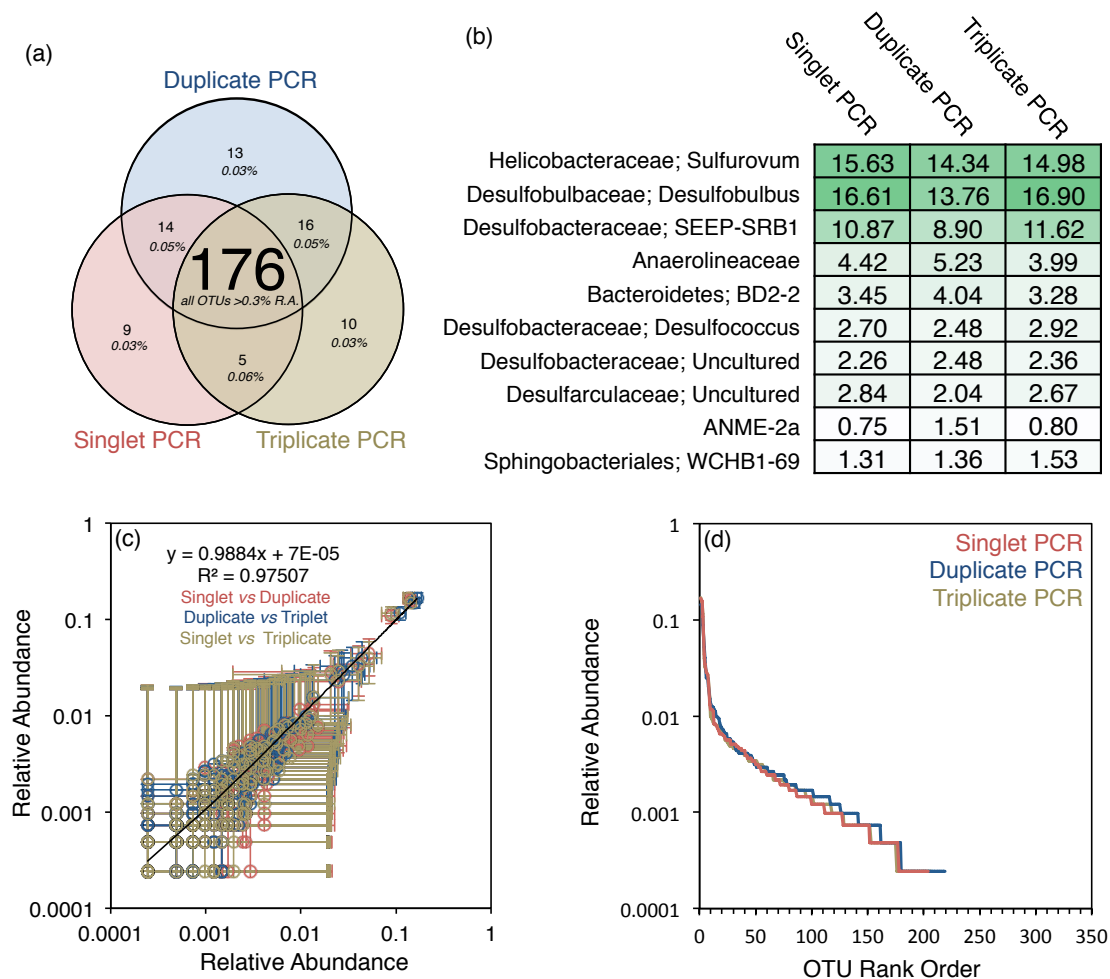 (a)
Duplicate PCR
13
0.03%
14
0.05%
16
0.05%
176
all OTUs >0.3% R.A.
9
0.03%
10
0.03%
5
0.06%
Singlet PCR
Triplicate PCR
(b)
Singlet PCR Duplicate PCR Triplicate PCR
Helicobacteraceae; Sulfurovum 15.63 14.34 14.98
Desulfobulbaceae; Desulfobulbus 16.61 13.76 16.90
Desulfobacteraceae; SEEP-SRB1 10.87 8.90 11.62
Anaerolineaceae 4.42 5.23 3.99
Bacteroidetes; BD2-2 3.45 4.04 3.28
Desulfobacteraceae; Desulfococcus 2.70 2.48 2.92
Desulfobacteraceae; Uncultured 2.26 2.48 2.36
Desulfarculaceae; Uncultured 2.84 2.04 2.67
ANME-2a 0.75 1.51 0.80
Sphingobacteriales; WCHB1-69 1.31 1.36 1.53
(c)
y = 0.9884x + 7E-05
R² = 0.97507
Singlet vs Duplicate
Duplicate vs Triplet
Singlet vs Triplicate
Relative Abundance
1
0.1
0.01
0.001
0.0001
0.0001 0.001 0.01 0.1 1
Relative Abundance
(d)
Singlet PCR
Duplicate PCR
Triplicate PCR
Relative Abundance
1
0.1
0.01
0.001
0.0001
0 50 100 150 200 250 300 350
OTU Rank Order